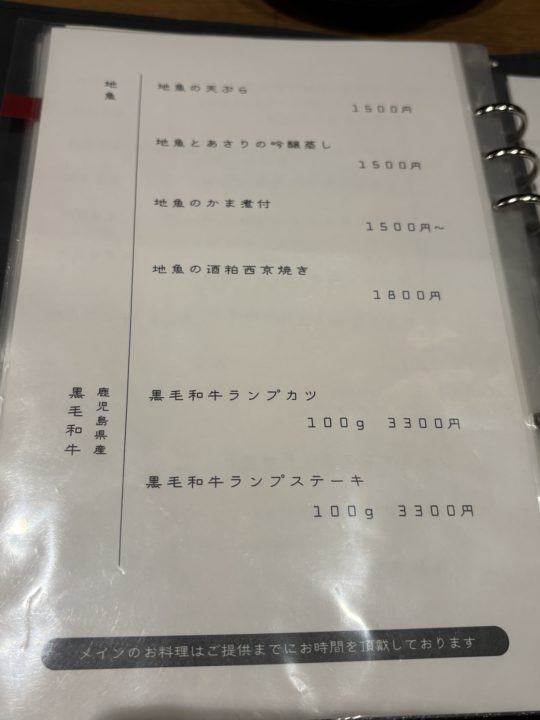 地魚
地魚の天ぷら
1500円
地魚とあさりの吟醸蒸し
1500円
地魚のかま煮付
1500円～
地魚の酒粕西京焼き
1800円
鹿児島県産
黒毛和牛
黒毛和牛ランプカツ
100g 3300円
黒毛和牛ランプステーキ
100g 3300円
メインのお料理はご提供までにお時間を頂戴しております